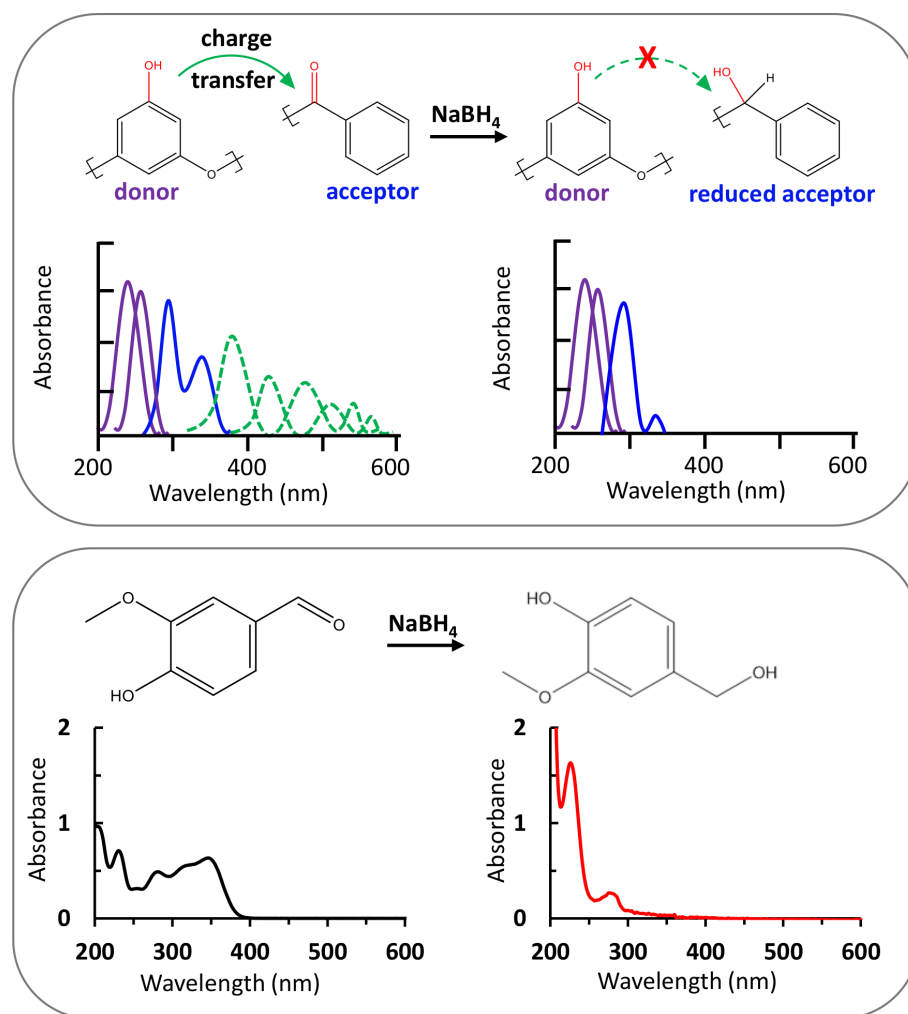 charge
transfer
OH
O
O
donor
acceptor
NaBH4
OH
HO
H
O
donor
reduced acceptor
Absorbance
200
400
600
Wavelength (nm)
Absorbance
200
400
600
Wavelength (nm)
X
O
HO
O
NaBH4
HO
O
OH
2
1
0
Absorbance
200 300 400 500 600
Wavelength (nm)
2
1
0
Absorbance
200 300 400 500 600
Wavelength (nm)